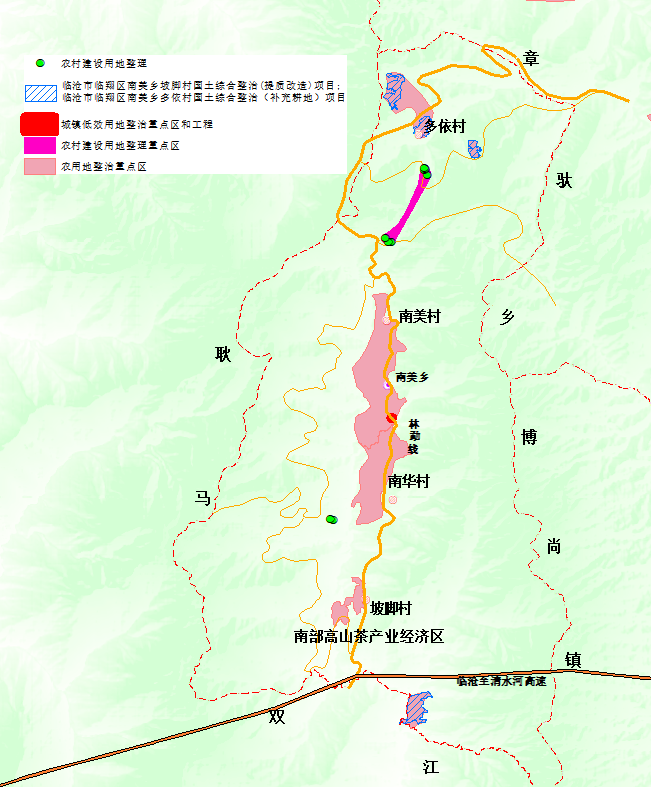 农村建设用地整理
临沧市临翔区南美乡坡脚村国土综合整治(提质改造)项目;
临沧市临翔区南美乡多依村国土综合整治（补充耕地）项目
城镇低效用地整治重点区和工程
农村建设用地整理重点区
农用地整治重点区
章
多依村
驮
乡
南美村
耿
南美乡
林勐线
博
南华村
马
尚
坡脚村
南部高山茶产业经济区
镇
临沧至清水河高速
双
江